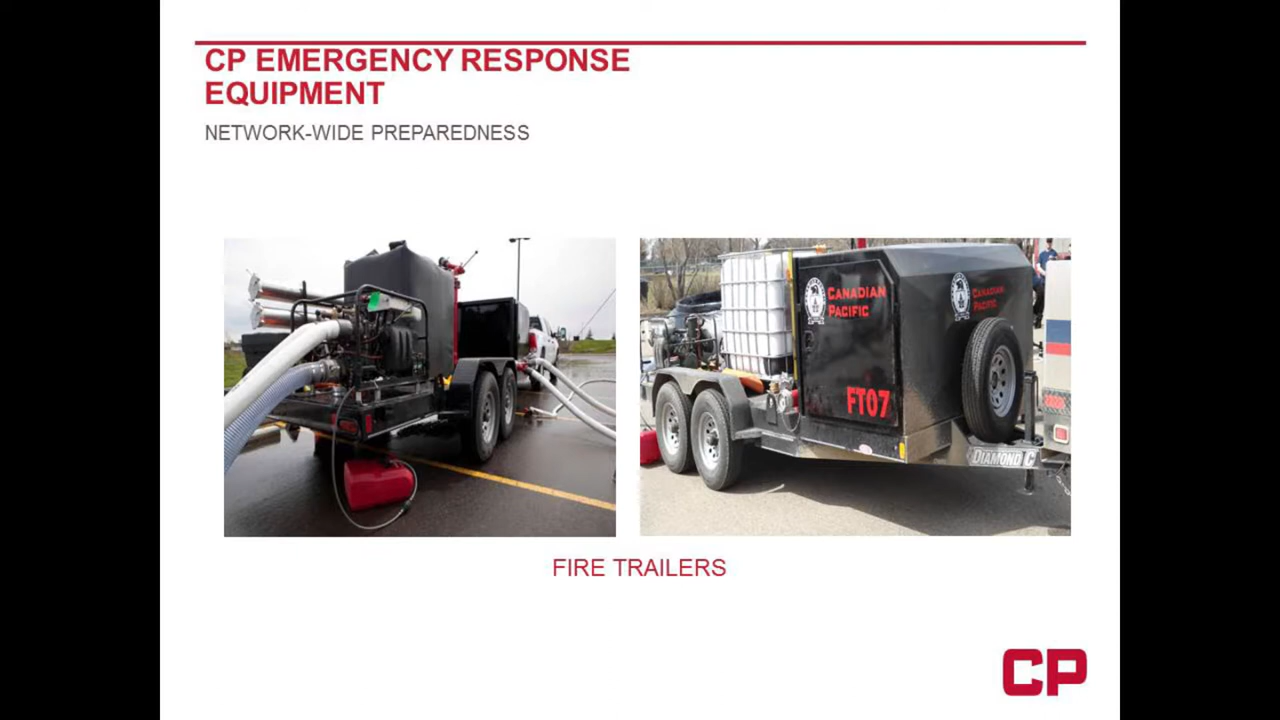 CP EMERGENCY RESPONSE
EQUIPMENT
NETWORK-WIDE PREPAREDNESS
CANADIAN
PACIFIC
CANADIAN
PACIFIC
FT07
DIAMOND C
FIRE TRAILERS
CP